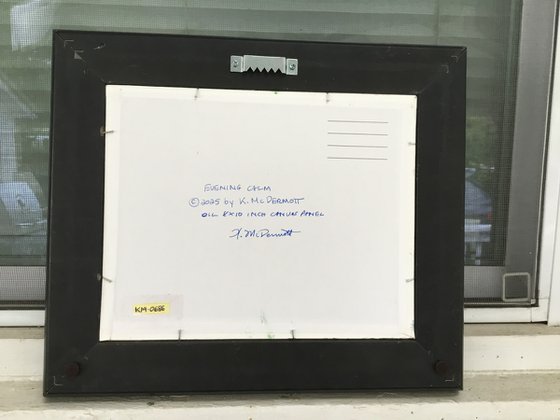 EVENING CALM
©2025 by K. McDERMOTT
OIL 8X10 INCH CANVAS PANEL
K. McDermott
KM-0686